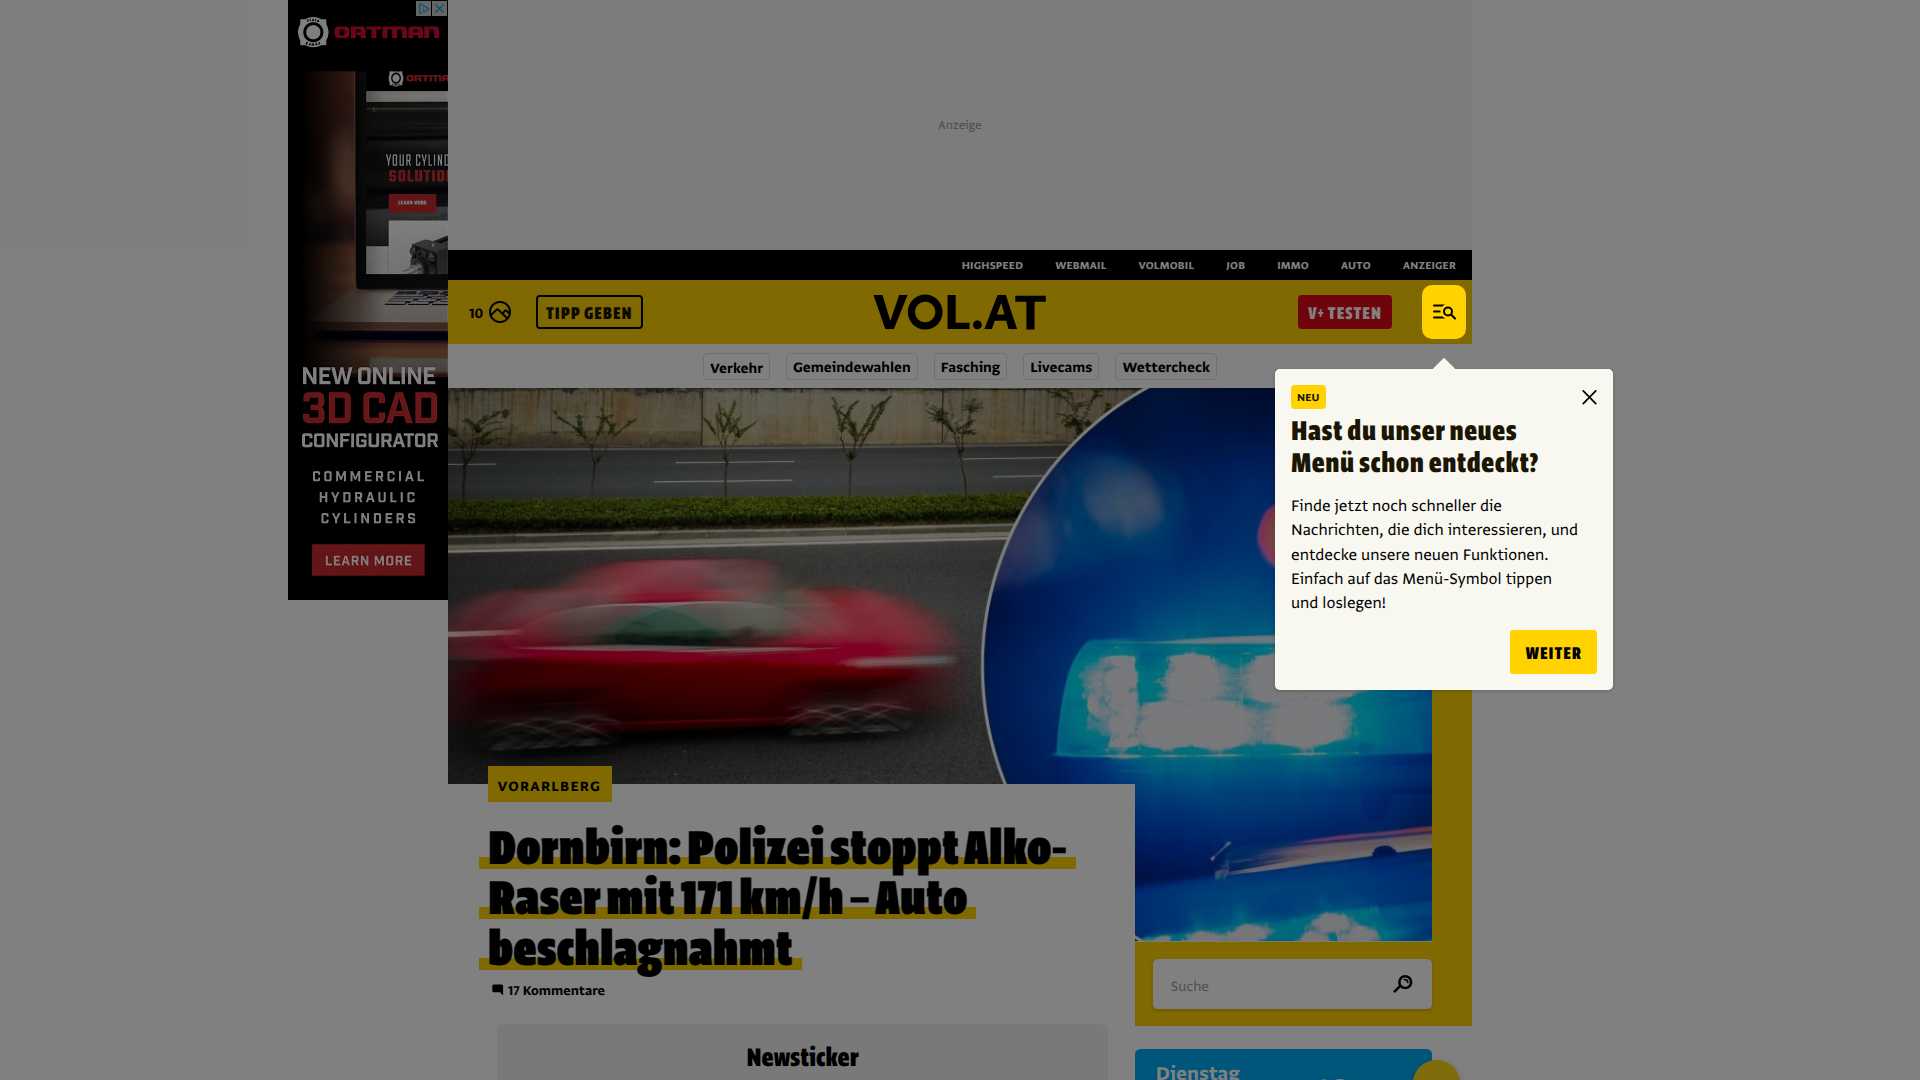 ORTMAN
ORTMAN
YOUR CYLIN
SOLUTIO
LEARN MORE
NEW ONLINE
3D CAD
CONFIGURATOR
COMMERCIAL
HYDRAULIC
CYLINDERS
LEARN MORE
Anzeige
HIGHSPEED WEBMAIL VOLMOBIL JOB IMMO AUTO ANZEIGER
10 TIPP GEBEN VOL.AT V+ TESTEN
Verkehr Gemeindewahlen Fasching Livecams Wettercheck
NEU
Hast du unser neues
Menü schon entdeckt?
Finde jetzt noch schneller die
Nachrichten, die dich interessieren, und
entdecke unsere neuen Funktionen.
Einfach auf das Menü-Symbol tippen
und loslegen!
WEITER
VORARLBERG
Dornbirn: Polizei stoppt Alko-
Raser mit 171 km/h – Auto
beschlagnahmt
17 Kommentare
Newsticker
Suche
Dienstag